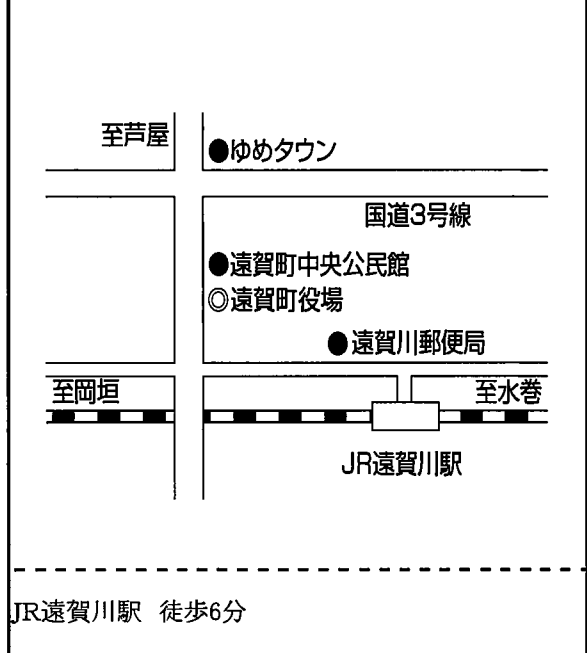 至芦屋
●ゆめタウン
国道3号線
●遠賀町中央公民館
◎遠賀町役場
●遠賀川郵便局
至岡垣
至水巻
JR遠賀川駅
JR遠賀川駅 徒歩6分